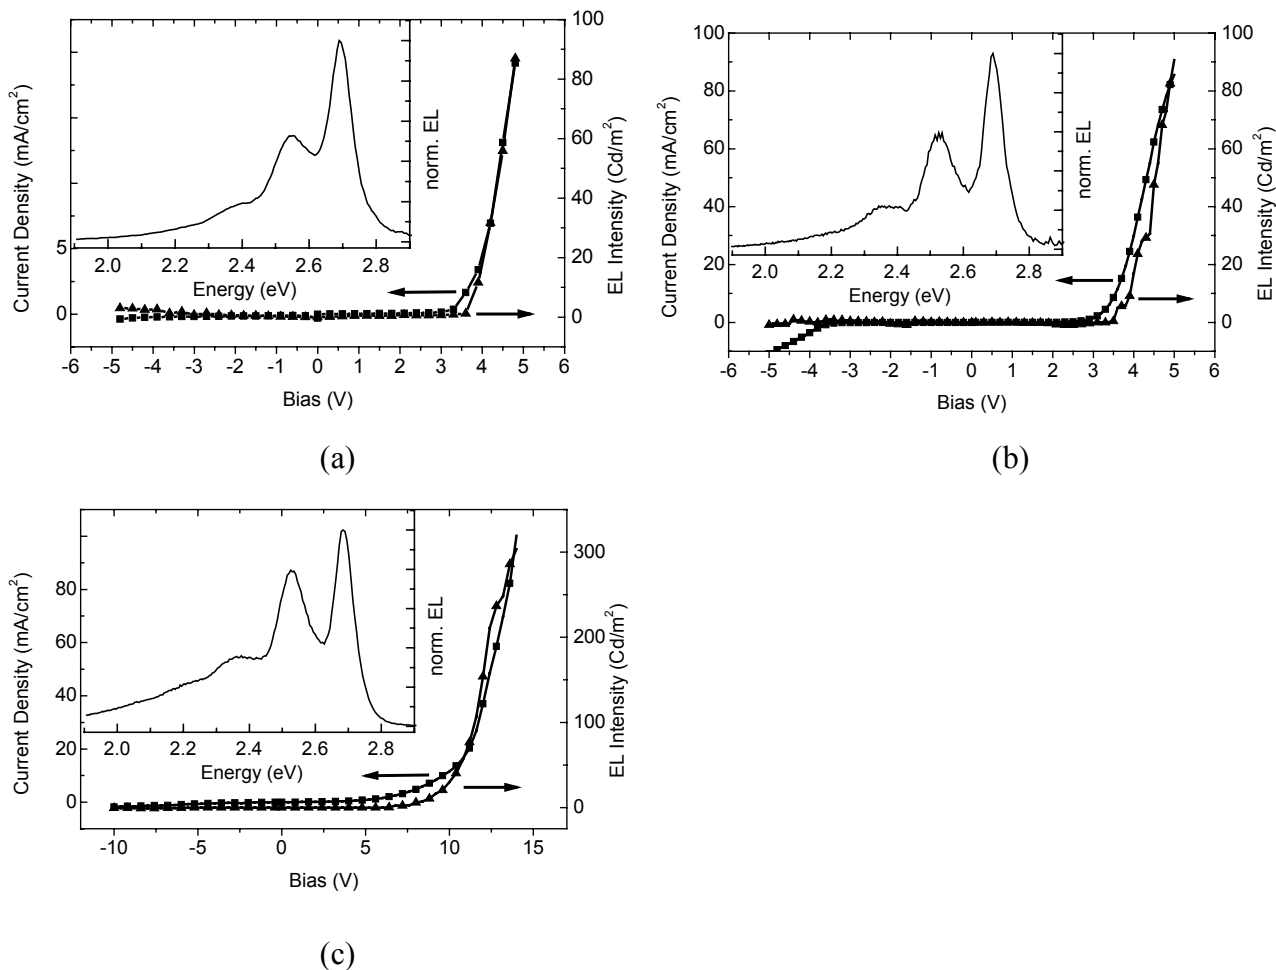 100
80
60
40
20
0
5
0
Current Density (mA/cm²)
EL Intensity (Cd/m²)
norm. EL
2.0 2.2 2.4 2.6 2.8
Energy (eV)
-6 -5 -4 -3 -2 -1 0 1 2 3 4 5 6
Bias (V)
(a)
100
80
60
40
20
0
100
80
60
40
20
0
Current Density (mA/cm²)
EL Intensity (Cd/m²)
norm. EL
2.0 2.2 2.4 2.6 2.8
Energy (eV)
-6 -5 -4 -3 -2 -1 0 1 2 3 4 5 6
Bias (V)
(b)
80
60
40
20
0
300
200
100
0
Current Density (mA/cm²)
EL Intensity (Cd/m²)
norm. EL
2.0 2.2 2.4 2.6 2.8
Energy (eV)
-10 -5 0 5 10 15
Bias (V)
(c)